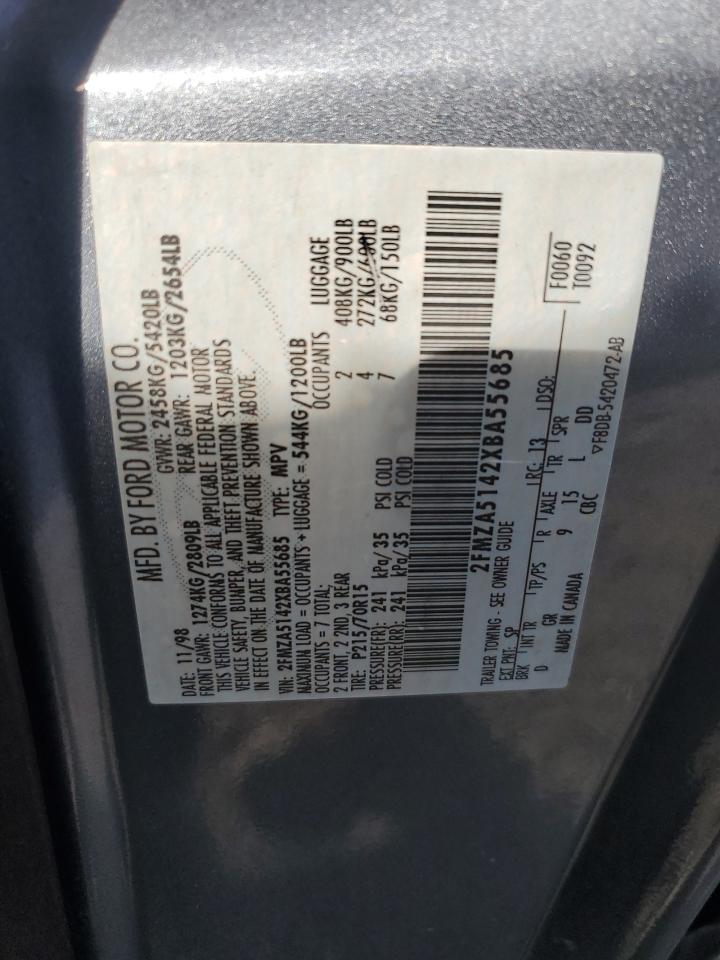 MFD. BY FORD MOTOR CO.
DATE: 11/98 GVWR: 2458KG/5420LB
FRONT GAWR: 1274KG/2809LB REAR GAWR: 1203KG/2654LB
THIS VEHICLE CONFORMS TO ALL APPLICABLE FEDERAL MOTOR
VEHICLE SAFETY, BUMPER, AND THEFT PREVENTION STANDARDS
IN EFFECT ON THE DATE OF MANUFACTURE SHOWN ABOVE.
VIN: 2FMZA5142XBA55685 TYPE: MPV
MAXIMUM LOAD = OCCUPANTS + LUGGAGE = 544KG/1200LB
OCCUPANTS = 7 TOTAL: OCCUPANTS LUGGAGE
2 FRONT, 2 2ND, 3 REAR 2 408KG/900LB
TIRE: P215/70R15 4 272KG/600LB
PRESSURE(FR): 241 kPa/35 PSI COLD 7 68KG/150LB
PRESSURE(RR): 241 kPa/35 PSI COLD
2FMZA5142XBA55685
TRAILER TOWING - SEE OWNER GUIDE
EXT PNT: SP RC: 13 DSO: F0060
BRK INT TR TP/PS R AXLE TR SPR T0092
D GR 9 15 L DD
MADE IN CANADA CBC
▽F8DB-5420472-AB